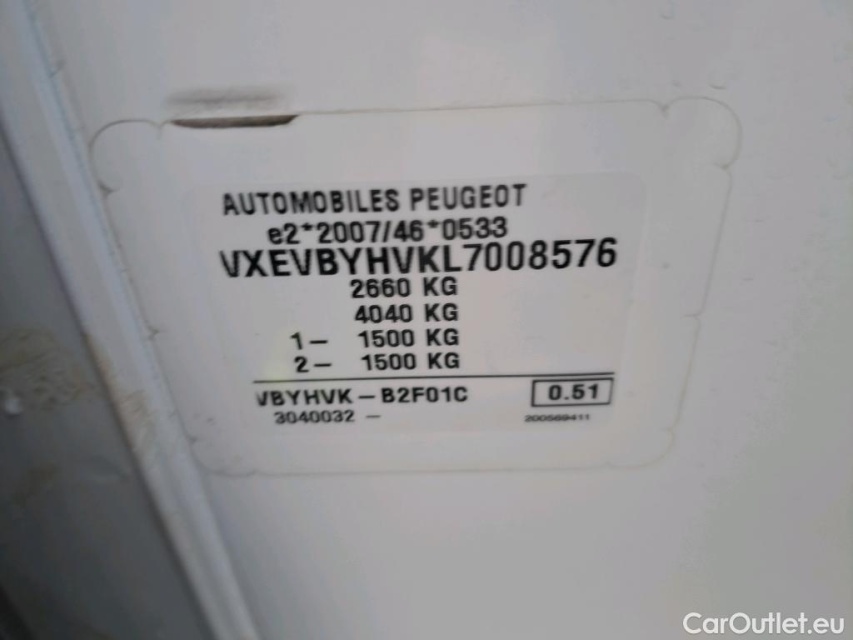 AUTOMOBILES PEUGEOT
e2*2007/46*0533
VXEVBYHVKL7008576
2660 KG
4040 KG
1– 1500 KG
2– 1500 KG
VBYHVK – B2F01C 0.51
3040032 – 200569411
CarOutlet.eu